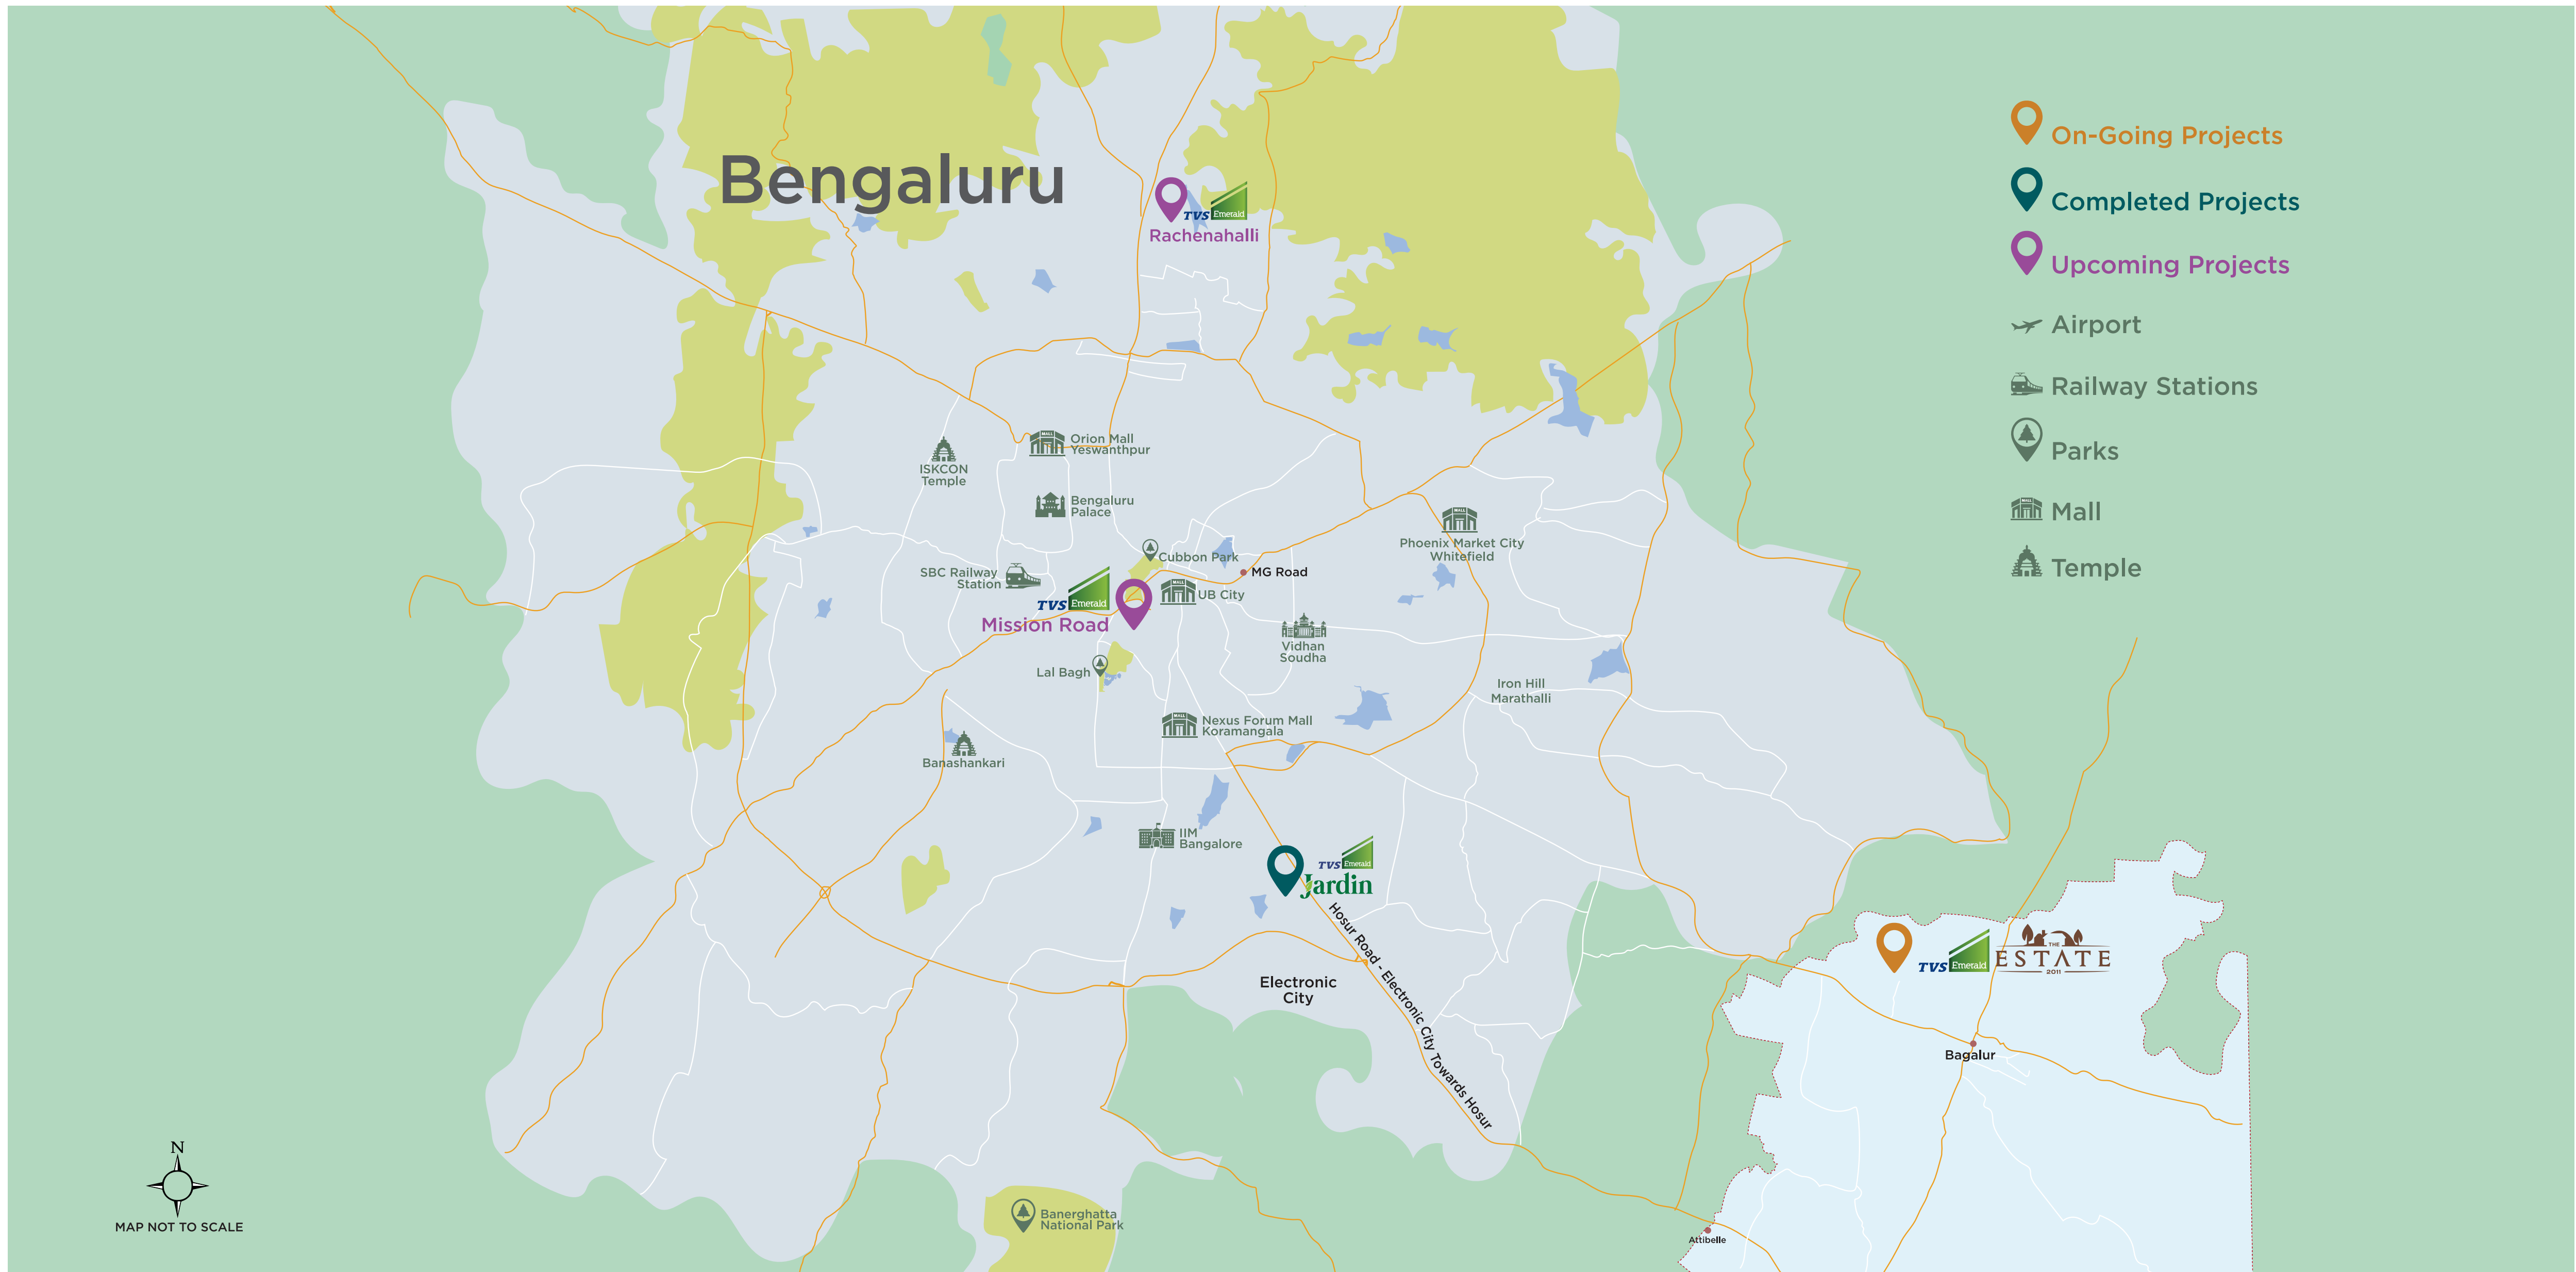 Bengaluru
TVS Emerald
Rachenahalli
On-Going Projects
Completed Projects
Upcoming Projects
Airport
Railway Stations
Parks
Mall
Temple
MALL
Orion Mall
Yeswanthpur
ISKCON
Temple
Bengaluru
Palace
MALL
Phoenix Market City
Whitefield
Cubbon Park
MG Road
SBC Railway
Station
TVS Emerald
Mission Road
MALL
UB City
Vidhan
Soudha
Lal Bagh
Iron Hill
Marathalli
MALL
Nexus Forum Mall
Koramangala
Banashankari
IIM
Bangalore
TVS Emerald
Jardin
Hosur Road - Electronic City Towards Hosur
Electronic
City
TVS Emerald
THE
ESTATE
2011
Bagalur
N
MAP NOT TO SCALE
Banerghatta
National Park
Attibelle